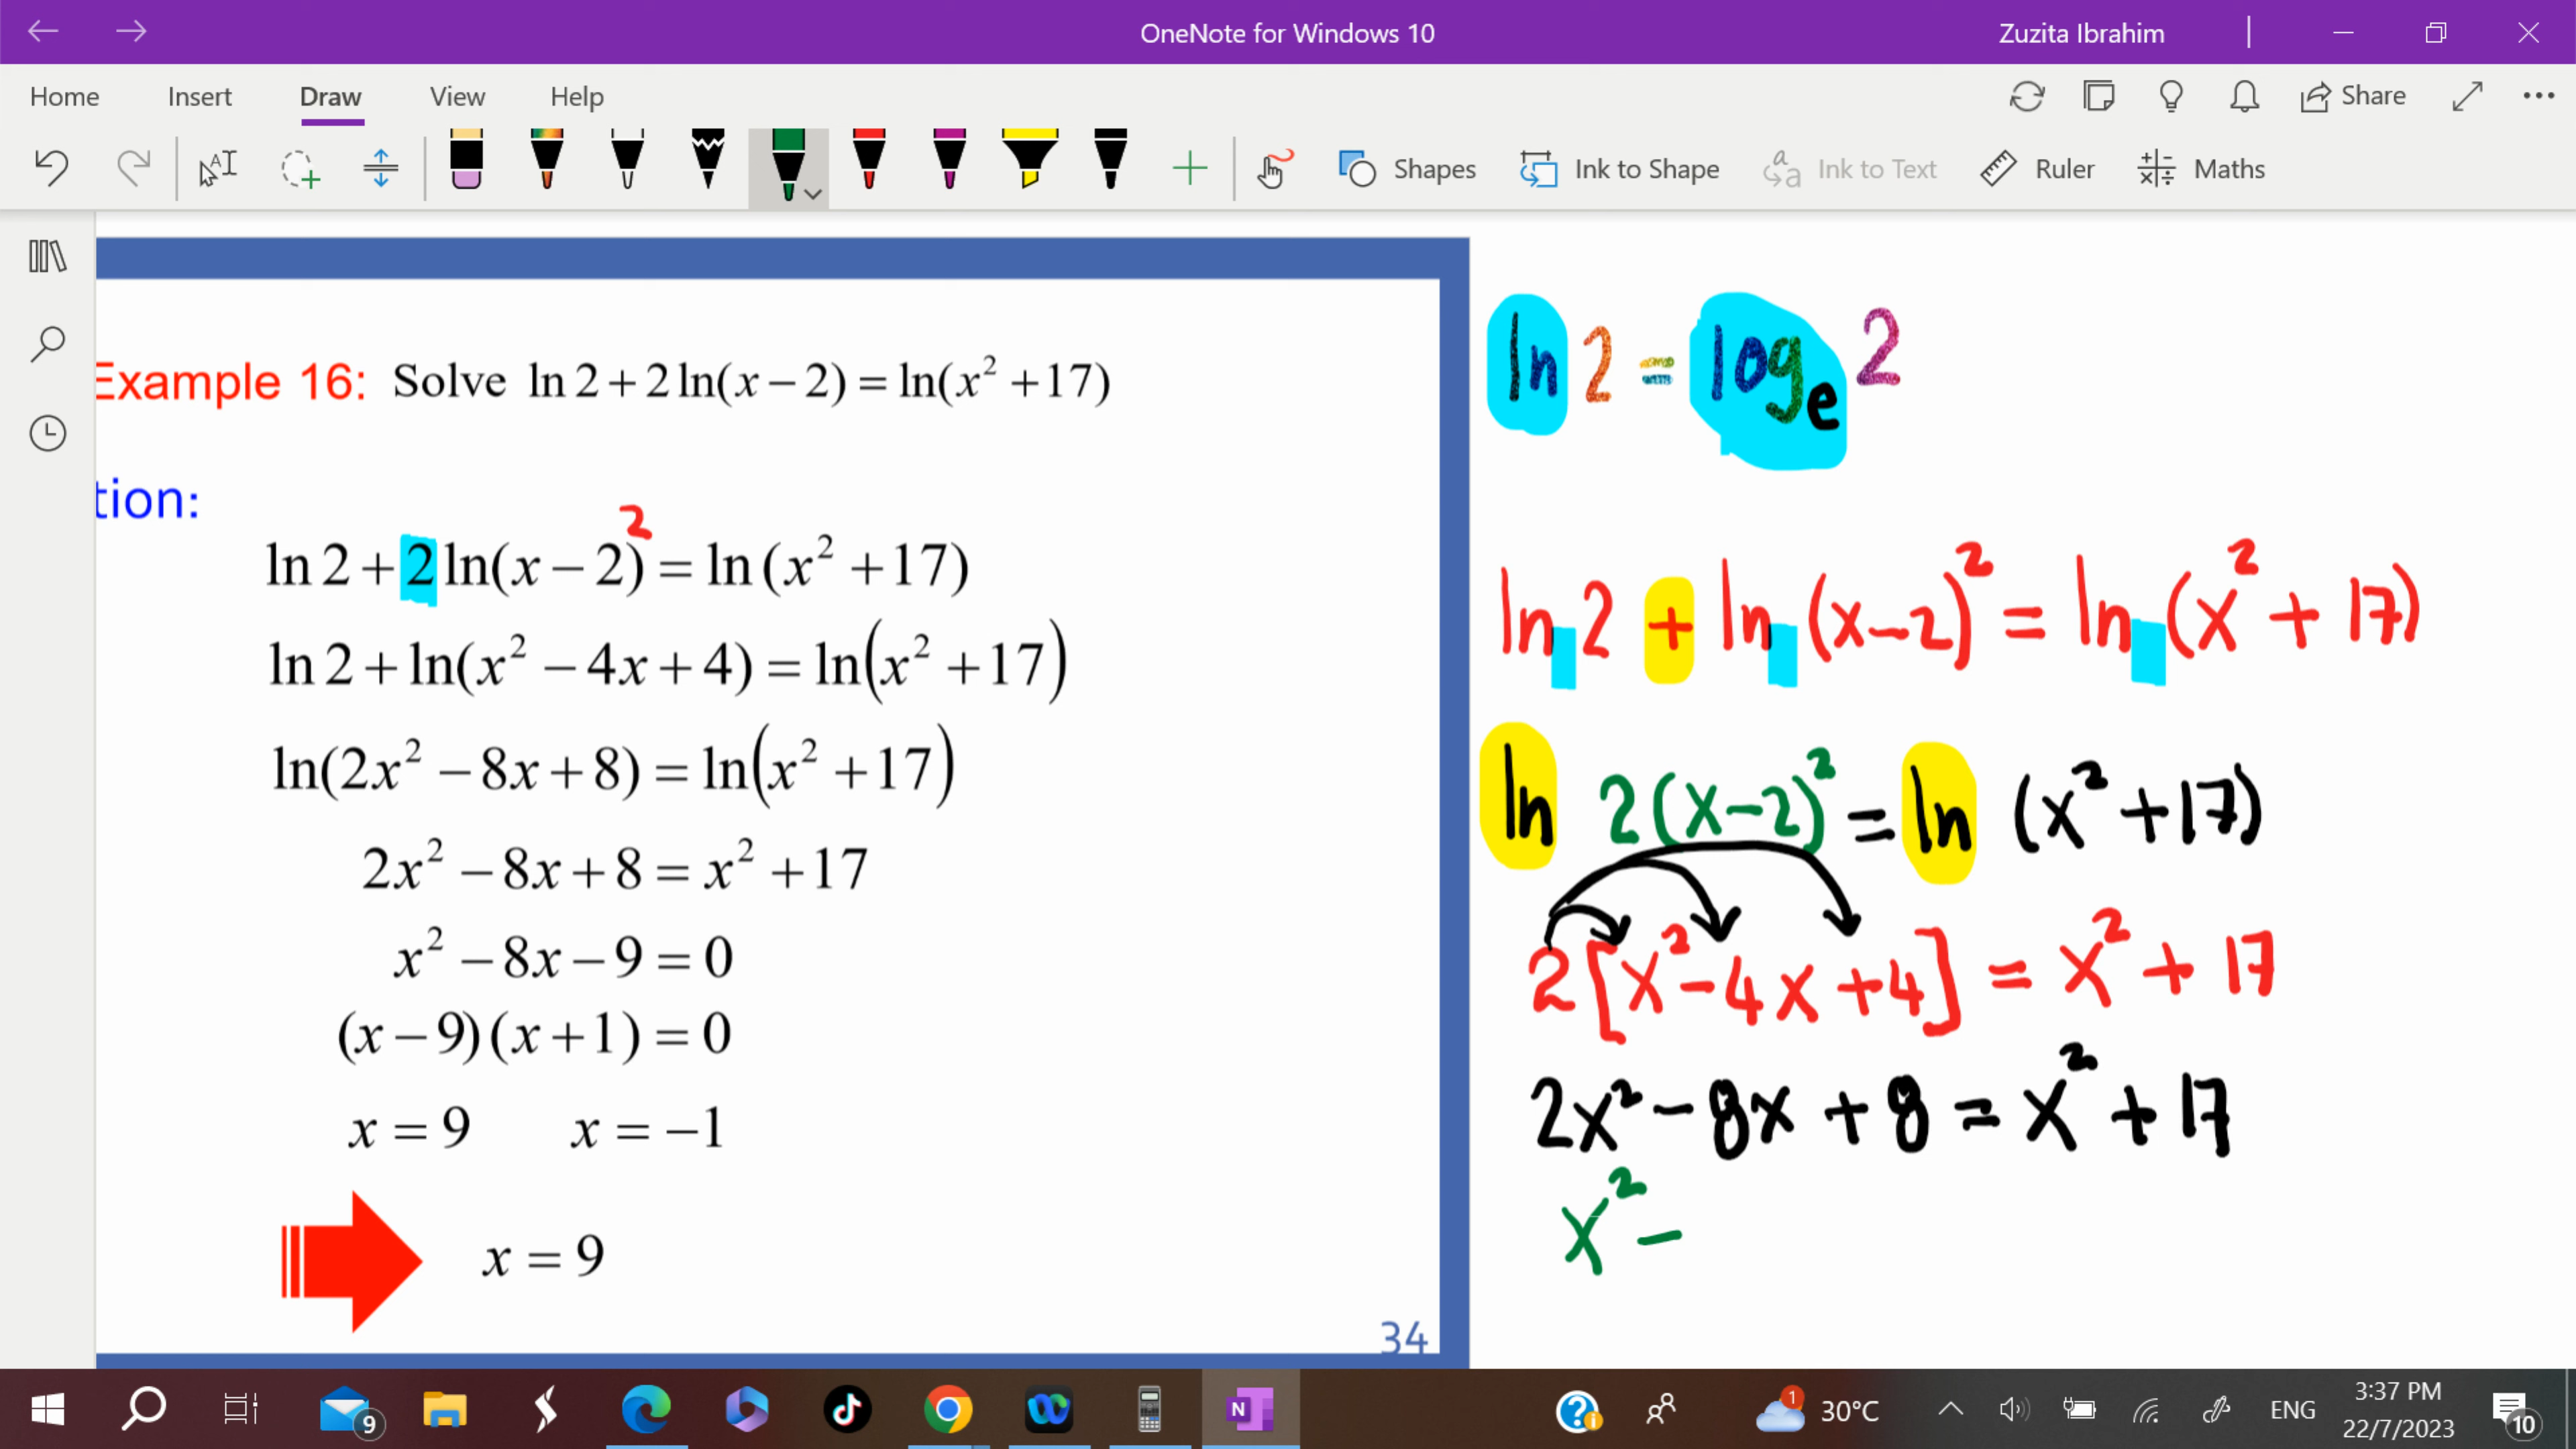 OneNote for Windows 10
Zuzita Ibrahim
Home Insert Draw View Help
Share
Shapes Ink to Shape Ink to Text Ruler Maths
Example 16: Solve ln 2 + 2 ln(x − 2) = ln(x² + 17)
tion:
ln 2 + 2 ln(x − 2)² = ln (x² + 17)
ln 2 + ln(x² − 4x + 4) = ln(x² + 17)
ln(2x² − 8x + 8) = ln(x² + 17)
2x² − 8x + 8 = x² + 17
x² − 8x − 9 = 0
(x − 9)(x + 1) = 0
x = 9 x = −1
x = 9
34
ln 2 = logₑ 2
ln 2 + ln (x−2)² = ln (x² + 17)
ln 2(x−2)² = ln (x² + 17)
2[x² − 4x + 4] = x² + 17
2x² − 8x + 8 = x² + 17
x² −
9
1
30°C
ENG
3:37 PM
22/7/2023
10